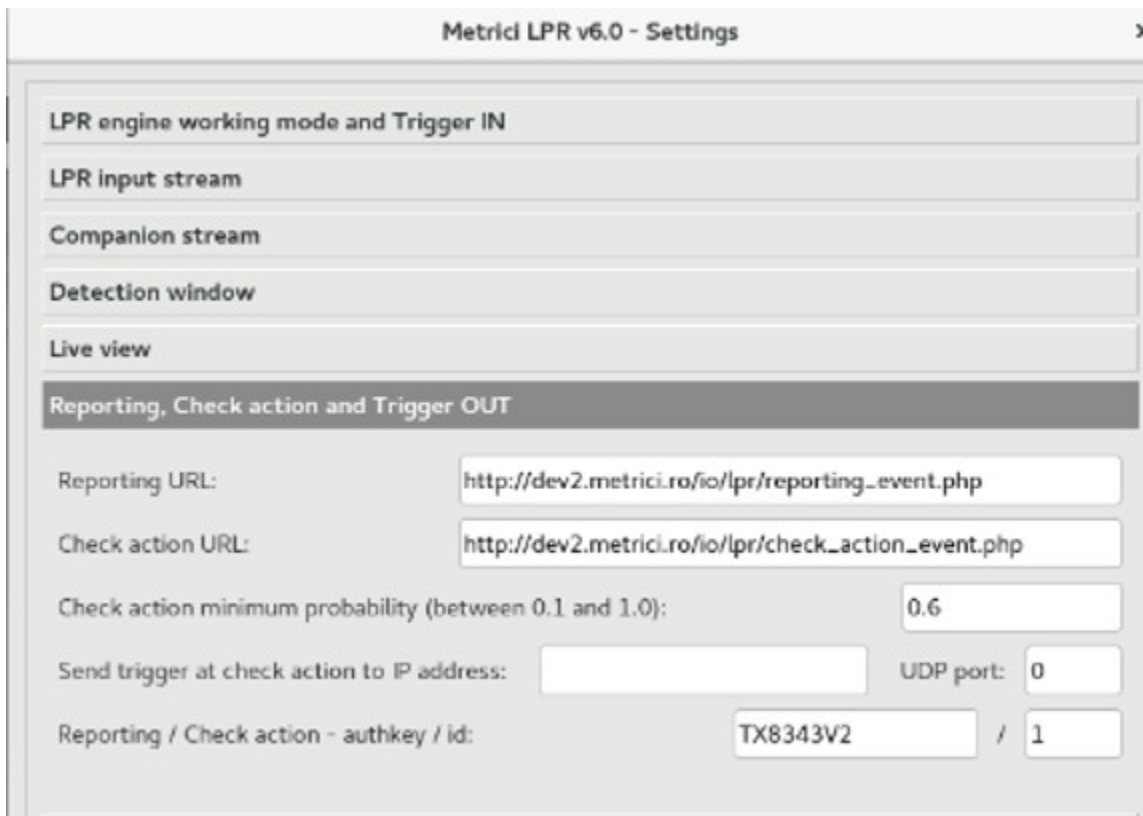 Metrici LPR v6.0 - Settings
LPR engine working mode and Trigger IN
LPR input stream
Companion stream
Detection window
Live view
Reporting, Check action and Trigger OUT
Reporting URL: http://dev2.metrici.ro/io/lpr/reporting_event.php
Check action URL: http://dev2.metrici.ro/io/lpr/check_action_event.php
Check action minimum probability (between 0.1 and 1.0): 0.6
Send trigger at check action to IP address: UDP port: 0
Reporting / Check action - authkey / id: TX8343V2 / 1